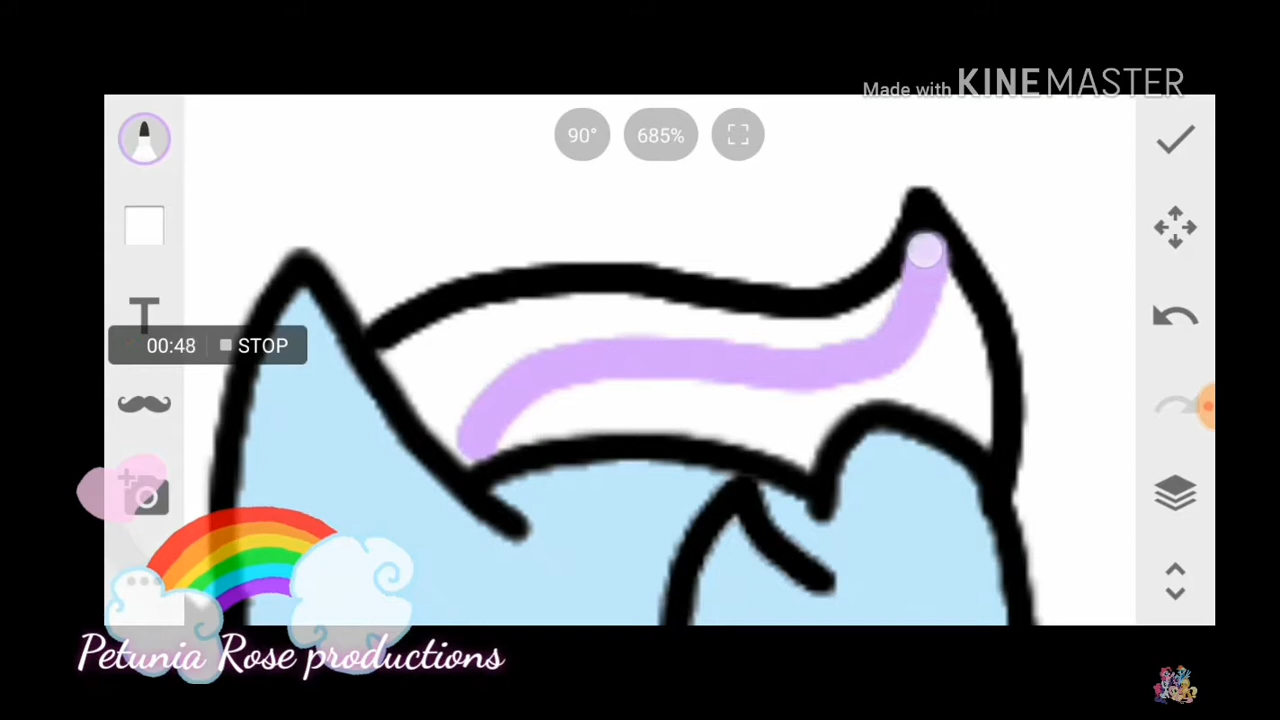 Made with KINEMASTER
90° 685%
T
00:48 STOP
Petunia Rose productions